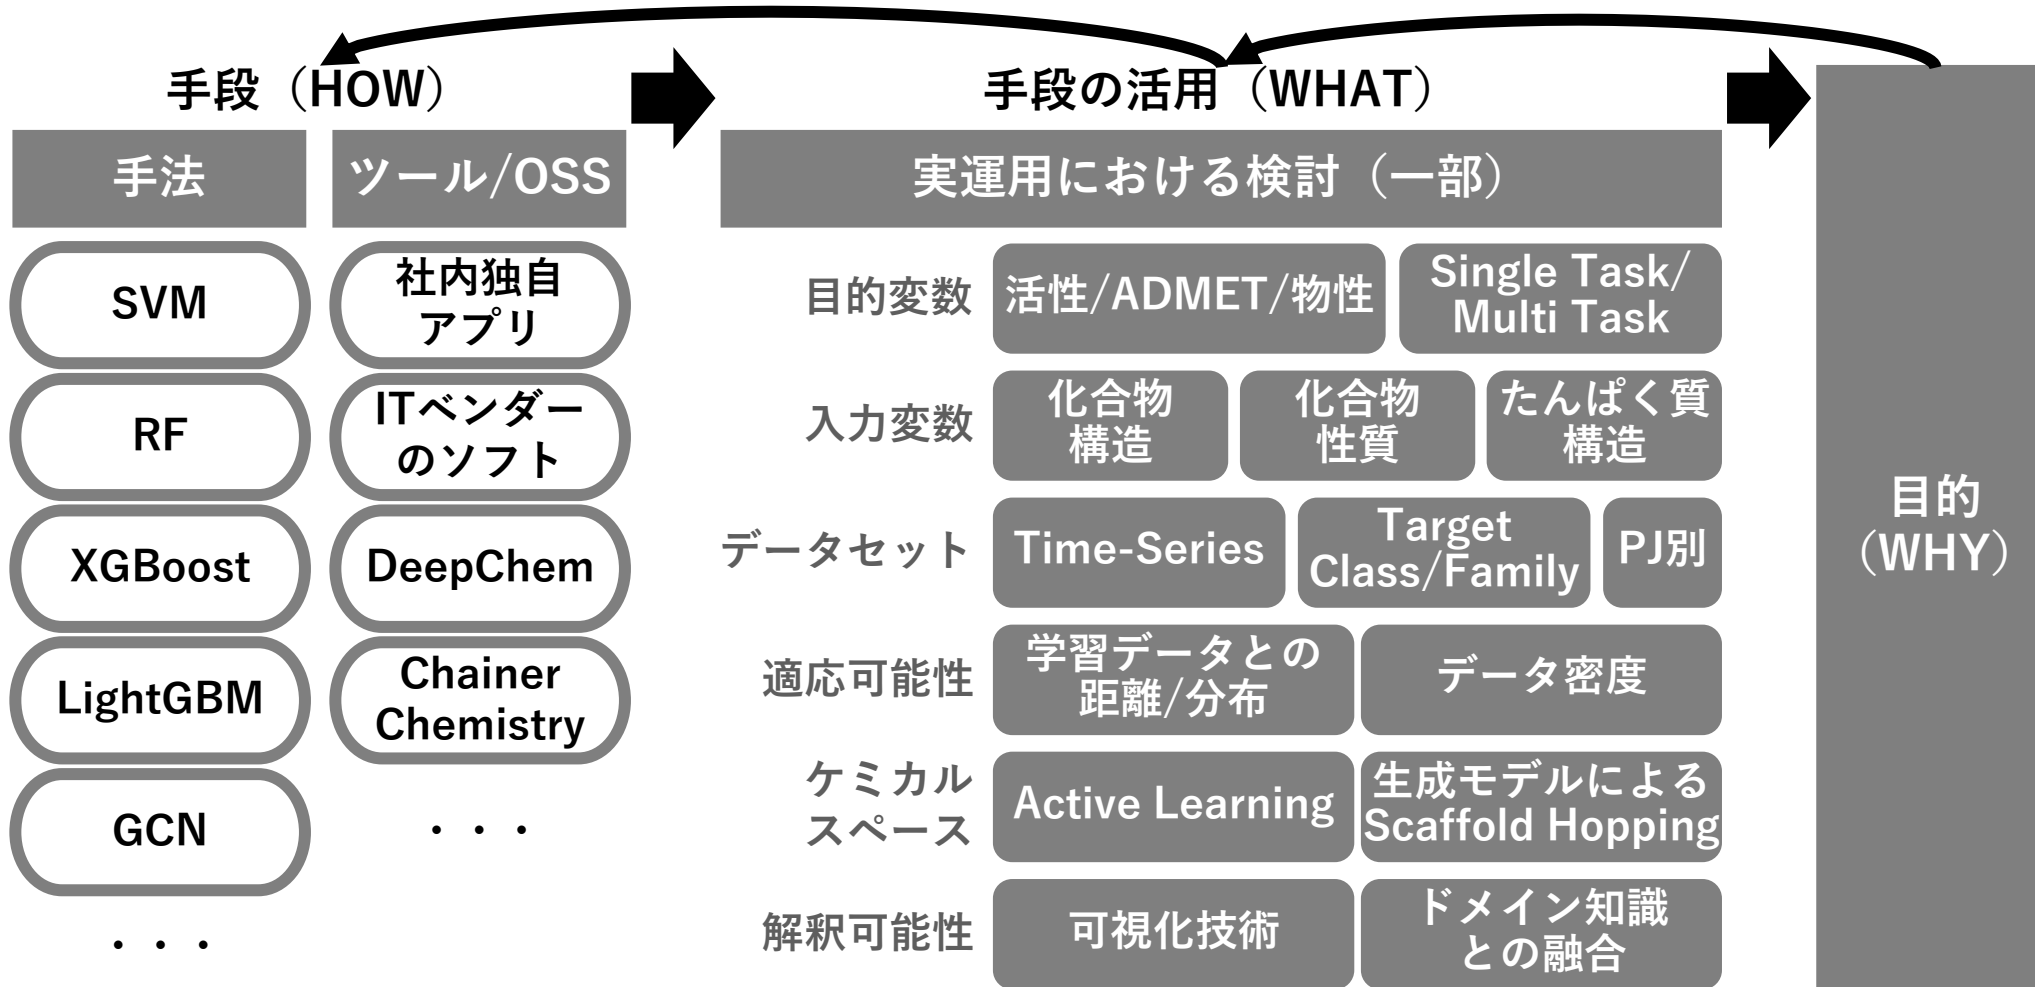 手段（HOW）
手法
SVM
RF
XGBoost
LightGBM
GCN
・・・
ツール/OSS
社内独自
アプリ
ITベンダー
のソフト
DeepChem
Chainer
Chemistry
・・・
手段の活用（WHAT）
実運用における検討（一部）
目的変数
活性/ADMET/物性
Single Task/
Multi Task
入力変数
化合物
構造
化合物
性質
たんぱく質
構造
データセット
Time-Series
Target
Class/Family
PJ別
適応可能性
学習データとの
距離/分布
データ密度
ケミカル
スペース
Active Learning
生成モデルによる
Scaffold Hopping
解釈可能性
可視化技術
ドメイン知識
との融合
目的
（WHY）